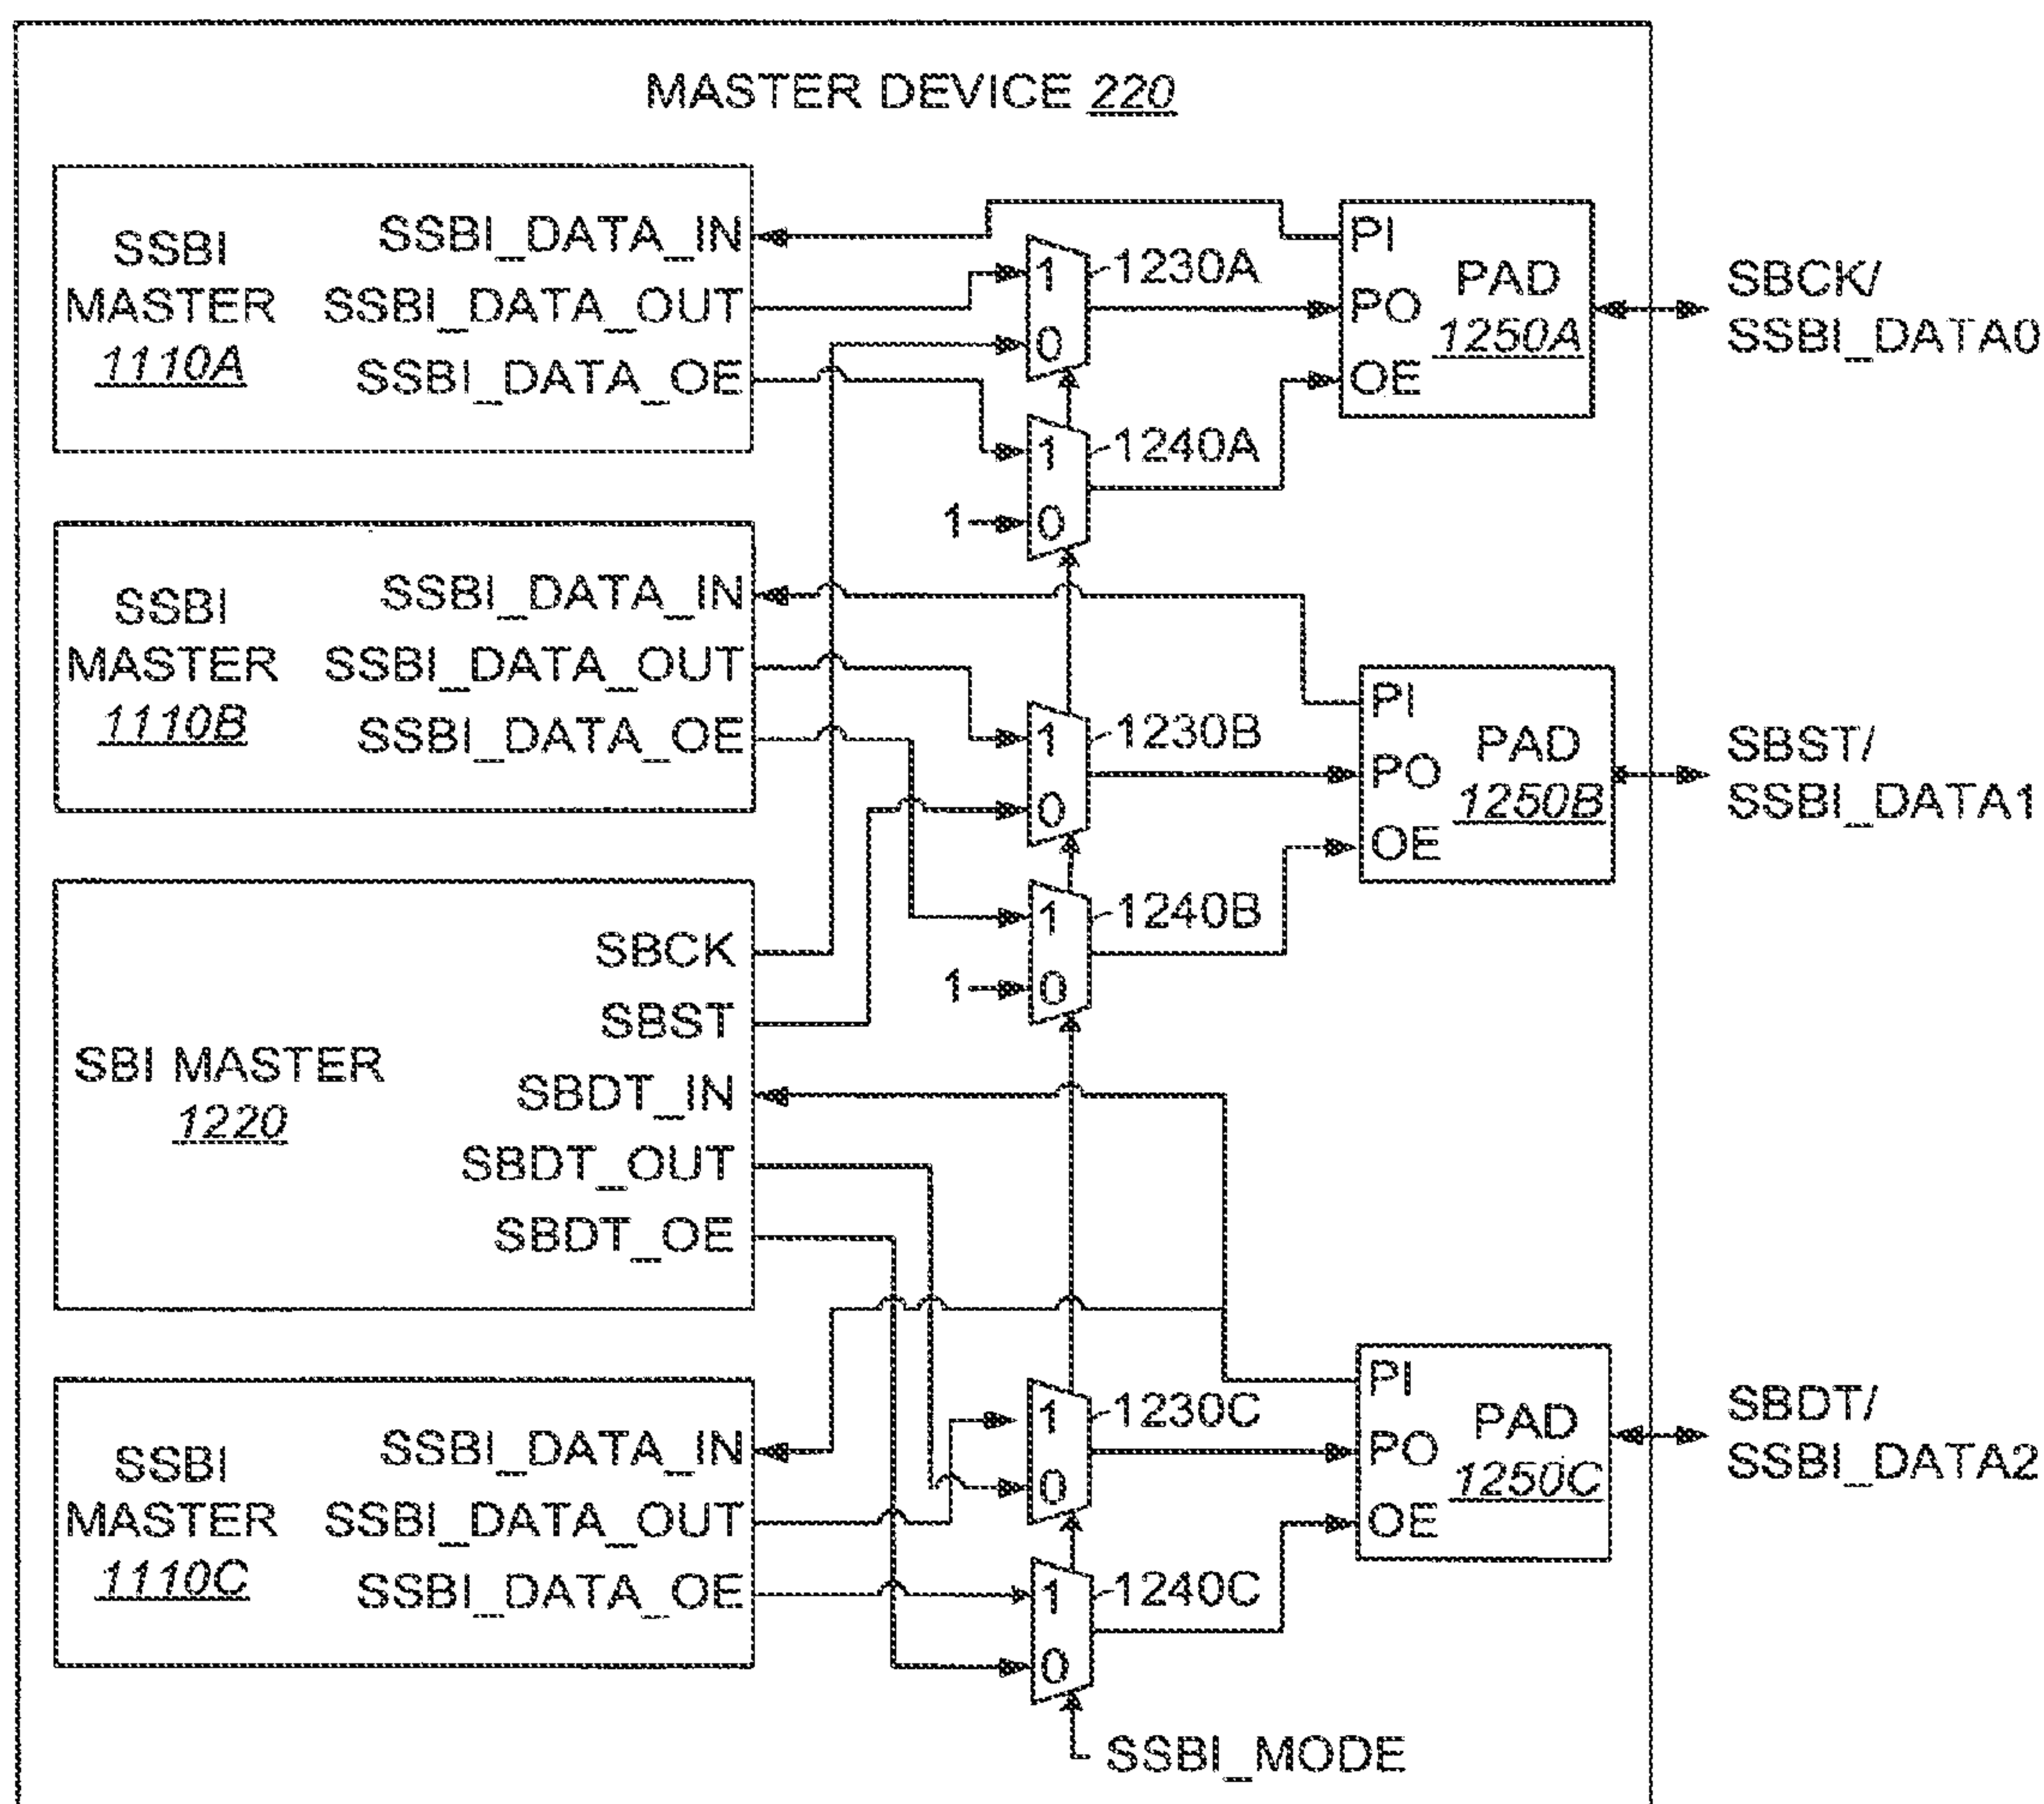 MASTER DEVICE 220
SSBI
MASTER
1110A
SSBI_DATA_IN
SSBI_DATA_OUT
SSBI_DATA_OE
1
0
1230A
1
0
1240A
1
PI
PO
OE
PAD
1250A
SBCK/
SSBI_DATA0
SSBI
MASTER
1110B
SSBI_DATA_IN
SSBI_DATA_OUT
SSBI_DATA_OE
1
0
1230B
1
0
1240B
1
PI
PO
OE
PAD
1250B
SBST/
SSBI_DATA1
SBI MASTER
1220
SBCK
SBST
SBDT_IN
SBDT_OUT
SBDT_OE
SSBI
MASTER
1110C
SSBI_DATA_IN
SSBI_DATA_OUT
SSBI_DATA_OE
1
0
1230C
1
0
1240C
PI
PO
OE
PAD
1250C
SBDT/
SSBI_DATA2
SSBI_MODE